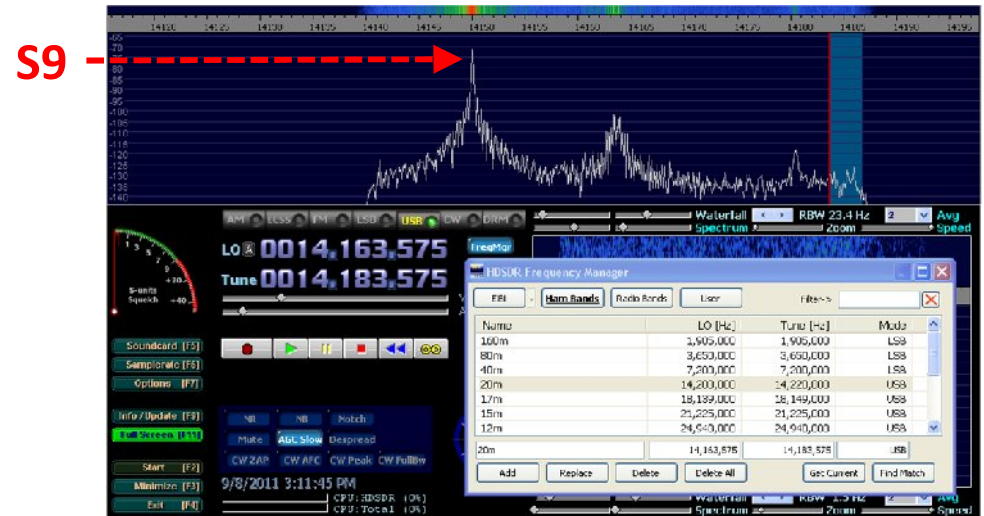 S9
14120 14125 14130 14135 14140 14145 14150 14155 14160 14165 14170 14175 14180 14185 14190 14195
-65
-70
-80
-85
-90
-95
-100
-105
-110
-115
-120
-125
-130
-135
-140
AM ECSS FM LSB USB CW DRM
Waterfall RBW 23.4 Hz 2 Avg
Spectrum Zoom Speed
LO A 0014,163,575 FreqMgr
Tune 0014,183,575
1 3 5 7 9 +20 +40
S-units
Squelch
HDSDR Frequency Manager
EiBi Ham Bands Radio Bands User Filter->
Name LO [Hz] Tune [Hz] Mode
160m 1,905,000 1,905,000 LSB
80m 3,650,000 3,650,000 LSB
40m 7,200,000 7,200,000 LSB
20m 14,200,000 14,220,000 USB
17m 18,139,000 18,149,000 USB
15m 21,225,000 21,225,000 USB
12m 24,940,000 24,940,000 USB
20m 14,163,575 14,183,575 USB
Add Replace Delete Delete All Get Current Find Match
Soundcard [F5]
Samplerate [F6]
Options [F7]
Info/Update [F9]
Full Screen [F11]
Start [F2]
Minimize [F3]
Exit [F4]
NR NB Notch
Mute AGC Slow Despread
CW ZAP CW AFC CW Peak CW FullBw
9/8/2011 3:11:45 PM
CPU:HDSDR (0%)
CPU:Total (0%)
Waterfall RBW 1.5 Hz 2 Avg
Spectrum Zoom Speed